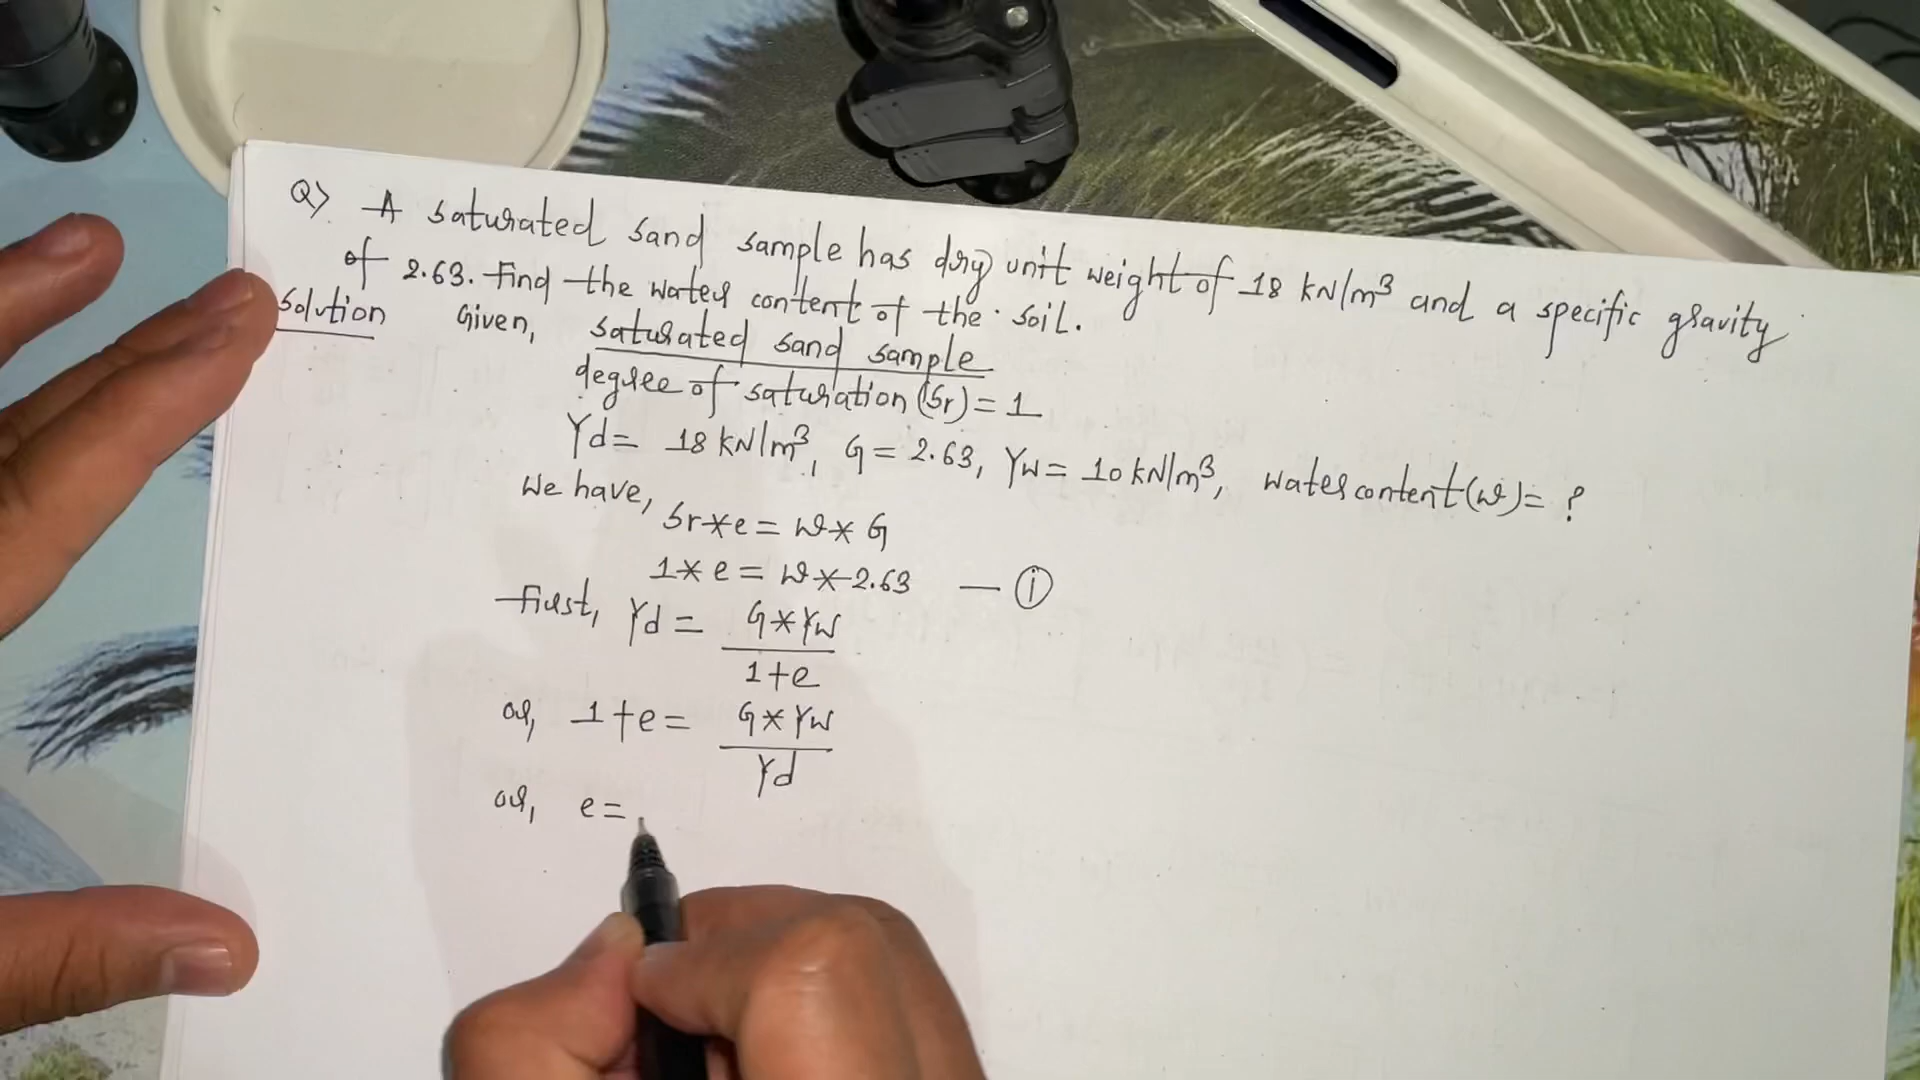 Q) A saturated sand sample has dry unit weight of 18 kN/m³ and a specific gravity
of 2.63. Find the water content of the soil.
Solution Given, saturated sand sample
degree of saturation (Sr) = 1
γd = 18 kN/m³, G = 2.63, γw = 10 kN/m³, water content (w) = ?
We have,
Sr * e = w * G
1 * e = w * 2.63 — (i)
First, γd = G * γw / 1 + e
or, 1 + e = G * γw / γd
or, e =